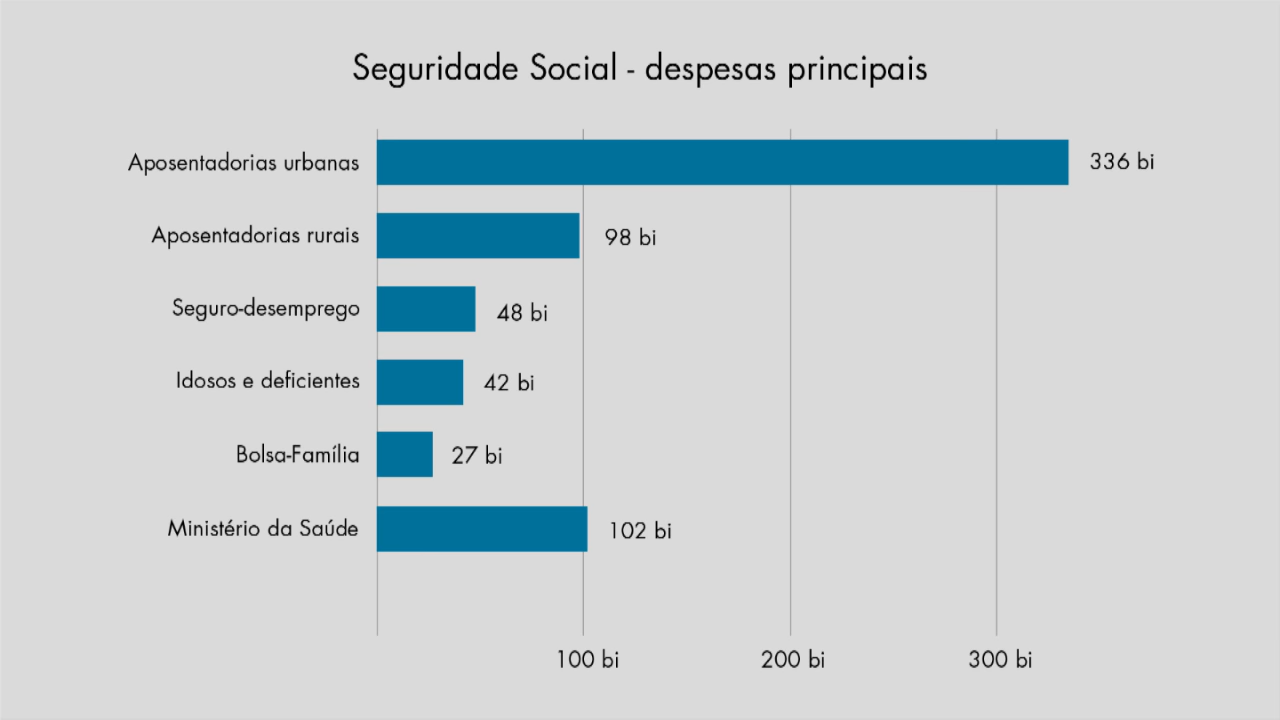 Seguridade Social - despesas principais
Aposentadorias urbanas 336 bi
Aposentadorias rurais 98 bi
Seguro-desemprego 48 bi
Idosos e deficientes 42 bi
Bolsa-Família 27 bi
Ministério da Saúde 102 bi
100 bi 200 bi 300 bi